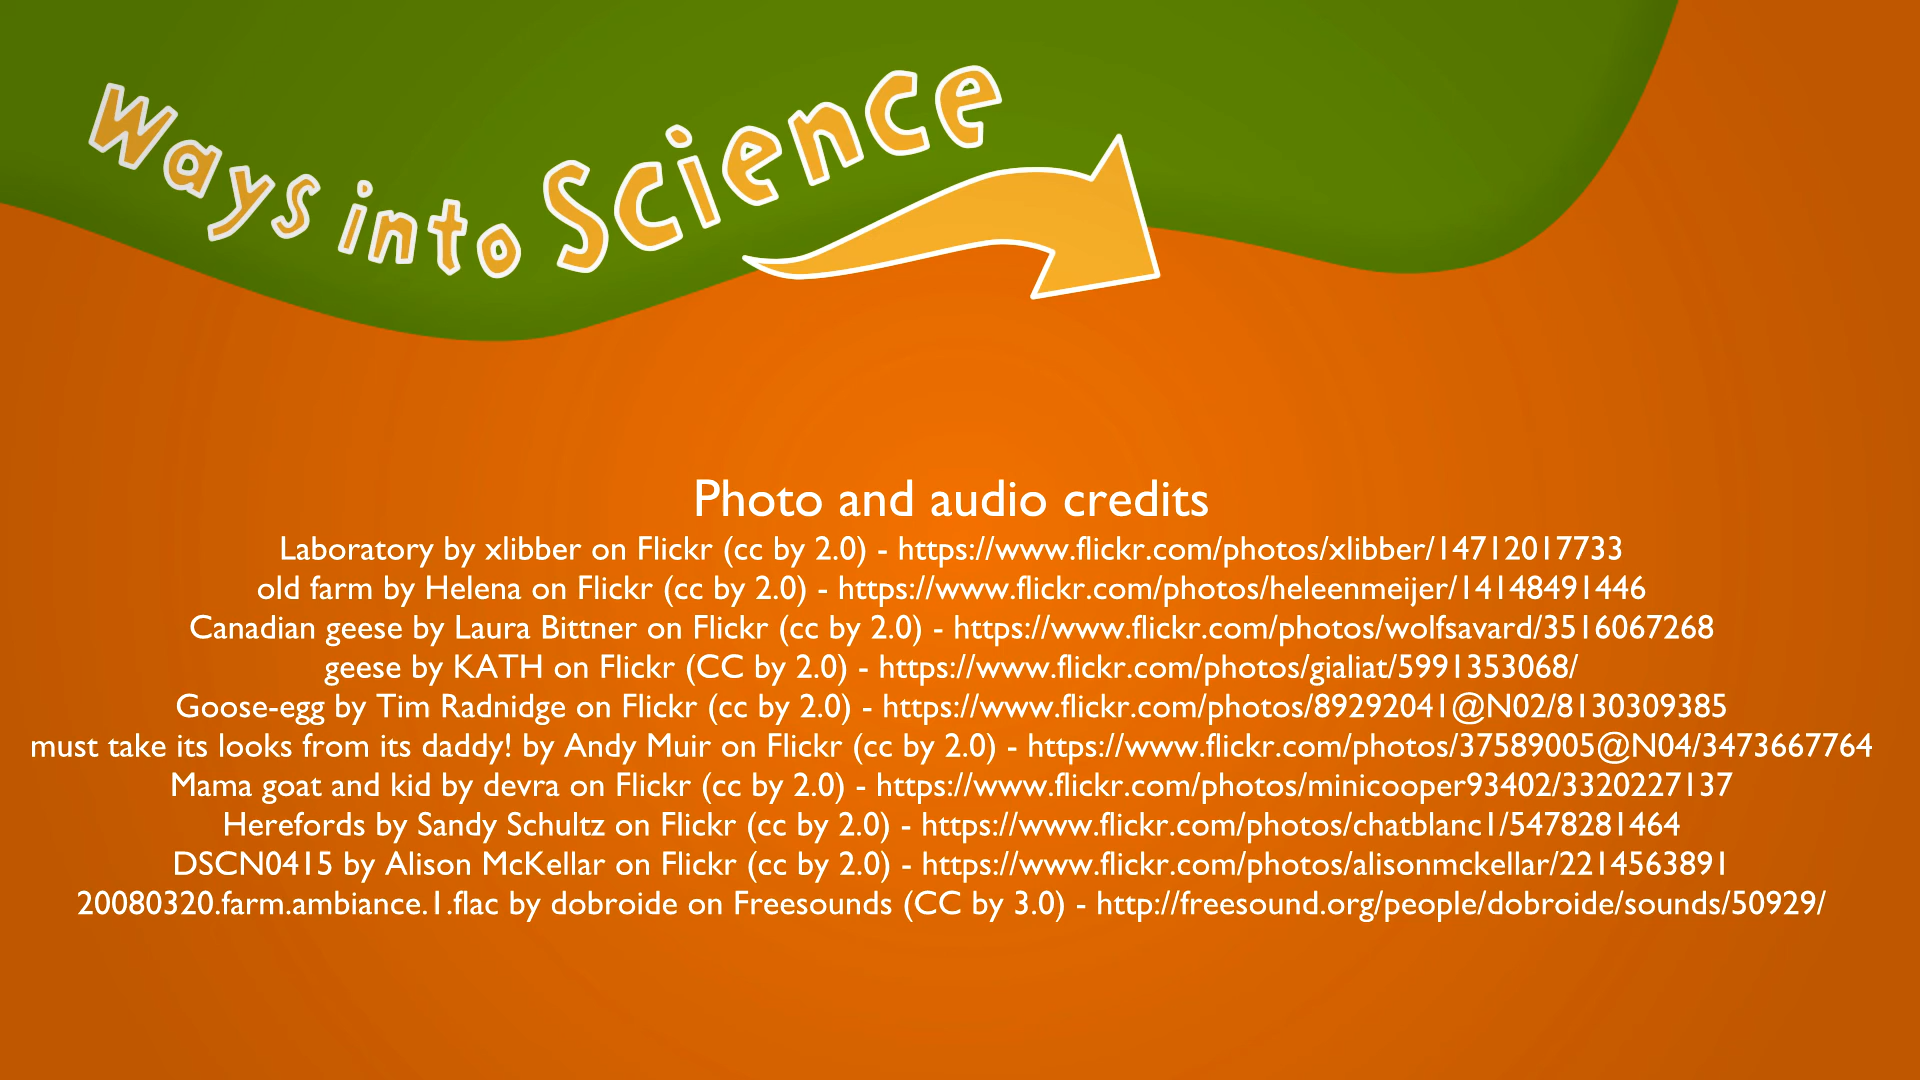 Ways into Science
Photo and audio credits
Laboratory by xlibber on Flickr (cc by 2.0) - https://www.flickr.com/photos/xlibber/14712017733
old farm by Helena on Flickr (cc by 2.0) - https://www.flickr.com/photos/heleenmeijer/14148491446
Canadian geese by Laura Bittner on Flickr (cc by 2.0) - https://www.flickr.com/photos/wolfsavard/3516067268
geese by KATH on Flickr (CC by 2.0) - https://www.flickr.com/photos/gialiat/5991353068/
Goose-egg by Tim Radnidge on Flickr (cc by 2.0) - https://www.flickr.com/photos/89292041@N02/8130309385
must take its looks from its daddy! by Andy Muir on Flickr (cc by 2.0) - https://www.flickr.com/photos/37589005@N04/3473667764
Mama goat and kid by devra on Flickr (cc by 2.0) - https://www.flickr.com/photos/minicooper93402/3320227137
Herefords by Sandy Schultz on Flickr (cc by 2.0) - https://www.flickr.com/photos/chatblanc1/5478281464
DSCN0415 by Alison McKellar on Flickr (cc by 2.0) - https://www.flickr.com/photos/alisonmckellar/2214563891
20080320.farm.ambiance.1.flac by dobroide on Freesounds (CC by 3.0) - http://freesound.org/people/dobroide/sounds/50929/